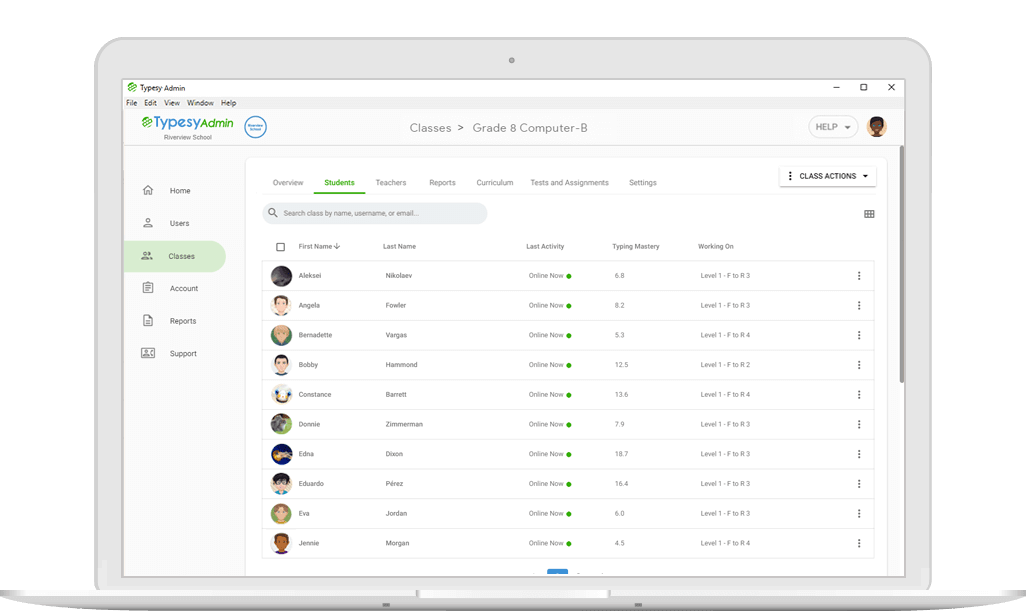 Typesy Admin
File Edit View Window Help
TypesyAdmin
Riverview School
Riverview School
Classes > Grade 8 Computer-B
HELP
Home
Users
Classes
Account
Reports
Support
Overview Students Teachers Reports Curriculum Tests and Assignments Settings
CLASS ACTIONS
Search class by name, username, or email...
First Name Last Name Last Activity Typing Mastery Working On
Aleksei Nikolaev Online Now 6.8 Level 1 - F to R 3
Angela Fowler Online Now 8.2 Level 1 - F to R 3
Bernadette Vargas Online Now 5.3 Level 1 - F to R 4
Bobby Hammond Online Now 12.5 Level 1 - F to R 2
Constance Barrett Online Now 13.6 Level 1 - F to R 4
Donnie Zimmerman Online Now 7.9 Level 1 - F to R 3
Edna Dixon Online Now 18.7 Level 1 - F to R 3
Eduardo Pérez Online Now 16.4 Level 1 - F to R 3
Eva Jordan Online Now 6.0 Level 1 - F to R 3
Jennie Morgan Online Now 4.5 Level 1 - F to R 4